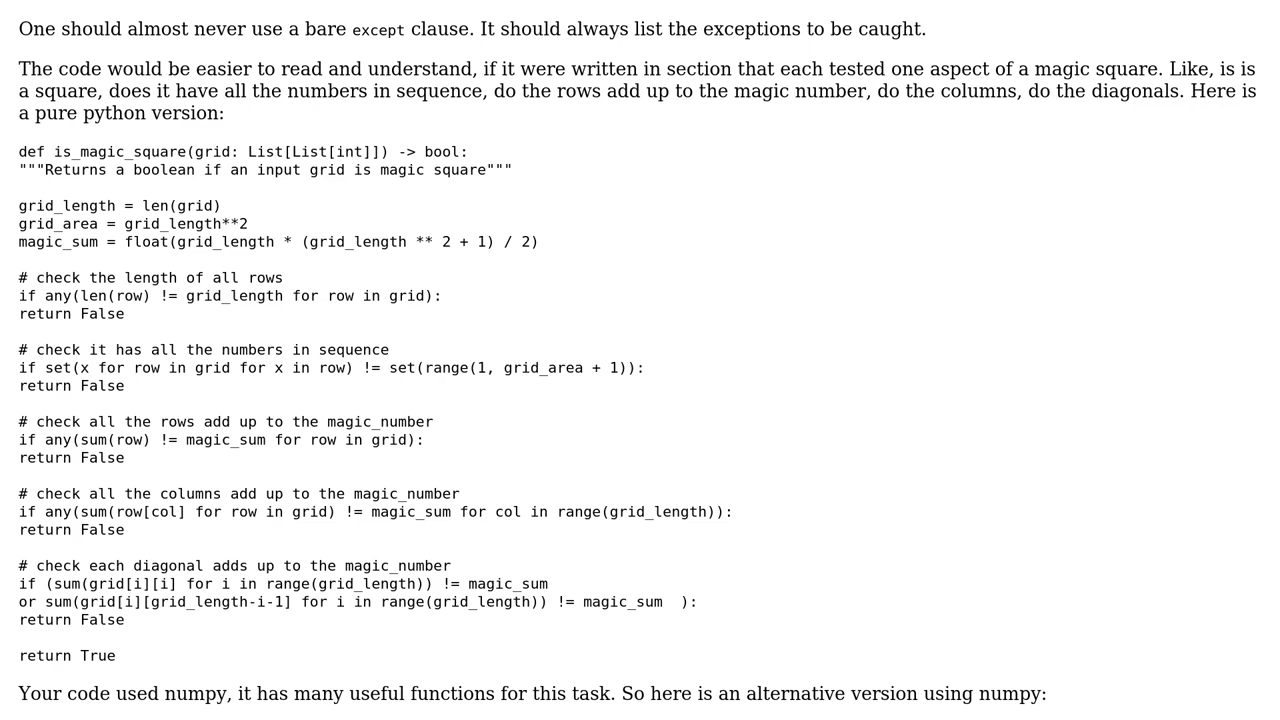 One should almost never use a bare except clause. It should always list the exceptions to be caught.
The code would be easier to read and understand, if it were written in section that each tested one aspect of a magic square. Like, is is
a square, does it have all the numbers in sequence, do the rows add up to the magic number, do the columns, do the diagonals. Here is
a pure python version:
def is_magic_square(grid: List[List[int]]) -> bool:
"""Returns a boolean if an input grid is magic square"""
grid_length = len(grid)
grid_area = grid_length**2
magic_sum = float(grid_length * (grid_length ** 2 + 1) / 2)
# check the length of all rows
if any(len(row) != grid_length for row in grid):
return False
# check it has all the numbers in sequence
if set(x for row in grid for x in row) != set(range(1, grid_area + 1)):
return False
# check all the rows add up to the magic_number
if any(sum(row) != magic_sum for row in grid):
return False
# check all the columns add up to the magic_number
if any(sum(row[col] for row in grid) != magic_sum for col in range(grid_length)):
return False
# check each diagonal adds up to the magic_number
if (sum(grid[i][i] for i in range(grid_length)) != magic_sum
or sum(grid[i][grid_length-i-1] for i in range(grid_length)) != magic_sum  ):
return False
return True
Your code used numpy, it has many useful functions for this task. So here is an alternative version using numpy: